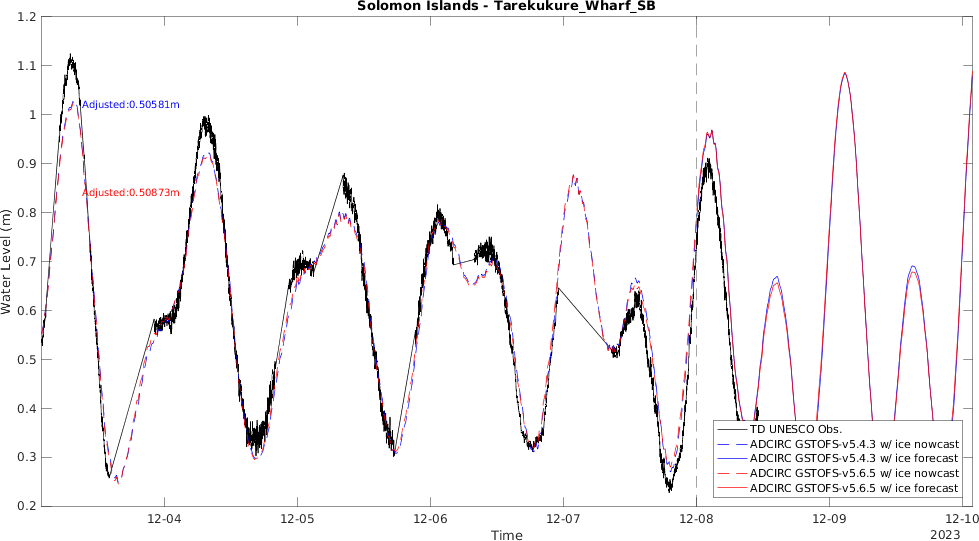 Solomon Islands - Tarekukure_Wharf_SB
1.2
1.1
1
0.9
0.8
0.7
0.6
0.5
0.4
0.3
0.2
Water Level (m)
Adjusted:0.50581m
Adjusted:0.50873m
TD UNESCO Obs.
ADCIRC GSTOFS-v5.4.3 w/ ice nowcast
ADCIRC GSTOFS-v5.4.3 w/ ice forecast
ADCIRC GSTOFS-v5.6.5 w/ ice nowcast
ADCIRC GSTOFS-v5.6.5 w/ ice forecast
12-04 12-05 12-06 12-07 12-08 12-09 12-10
Time
2023